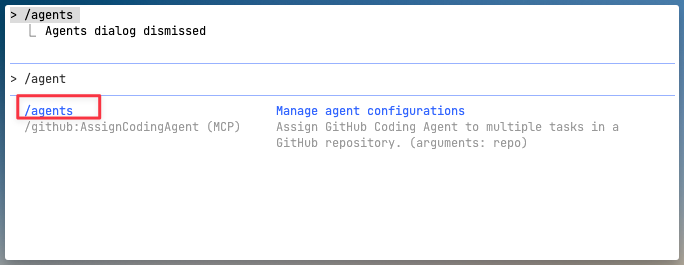 > /agents
Agents dialog dismissed
> /agent
/agents Manage agent configurations
/github:AssignCodingAgent (MCP) Assign GitHub Coding Agent to multiple tasks in a
GitHub repository. (arguments: repo)